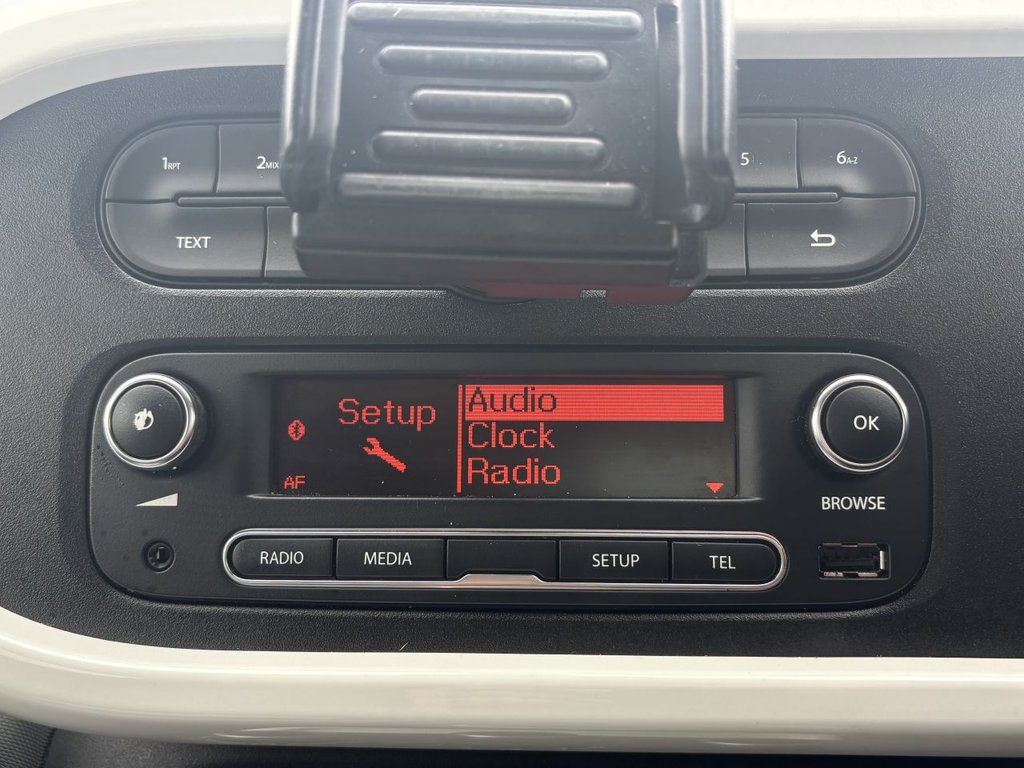 1RPT
2MIX
5
6A-Z
TEXT
Setup
Audio
Clock
Radio
AF
OK
BROWSE
RADIO
MEDIA
SETUP
TEL